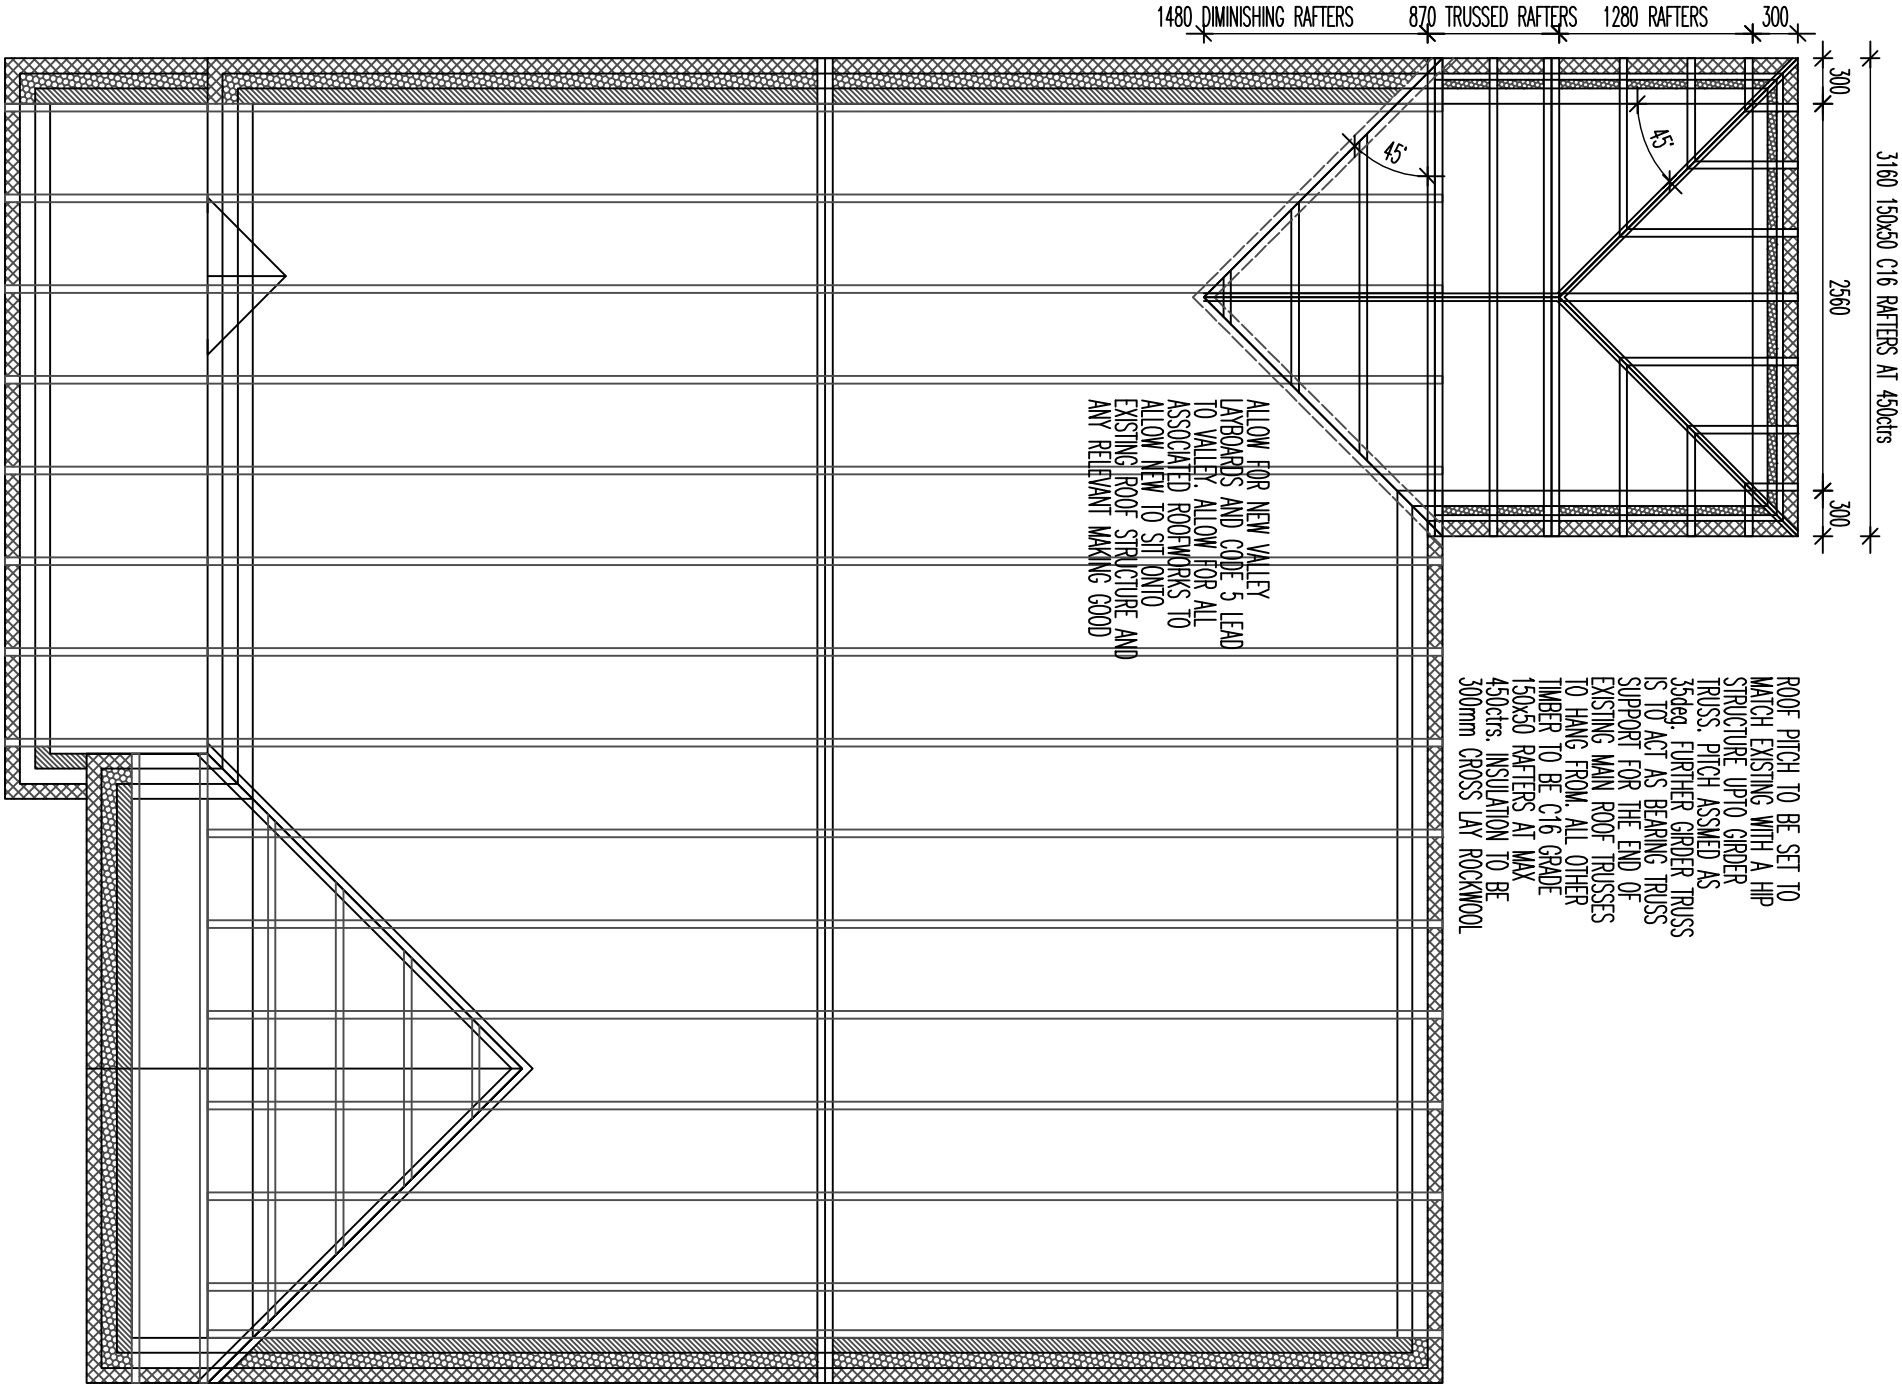 1480 DIMINISHING RAFTERS
870 TRUSSED RAFTERS
1280 RAFTERS
300
300
2560
300
3160 150x50 C16 RAFTERS AT 450ctrs
45°
45°
ALLOW FOR NEW VALLEY
LAYBOARDS AND CODE 5 LEAD
TO VALLEY. ALLOW FOR ALL
ASSOCIATED ROOFWORKS TO
ALLOW NEW TO SIT ONTO
EXISTING ROOF STRUCTURE AND
ANY RELEVANT MAKING GOOD
ROOF PITCH TO BE SET TO
MATCH EXISTING WITH A HIP
STRUCTURE UPTO GIRDER
TRUSS. PITCH ASSMED AS
35deg. FURTHER GIRDER TRUSS
IS TO ACT AS BEARING TRUSS
SUPPORT FOR THE END OF
EXISTING MAIN ROOF TRUSSES
TO HANG FROM. ALL OTHER
TIMBER TO BE C16 GRADE
150x50 RAFTERS AT MAX
450ctrs. INSULATION TO BE
300mm CROSS LAY ROCKWOOL